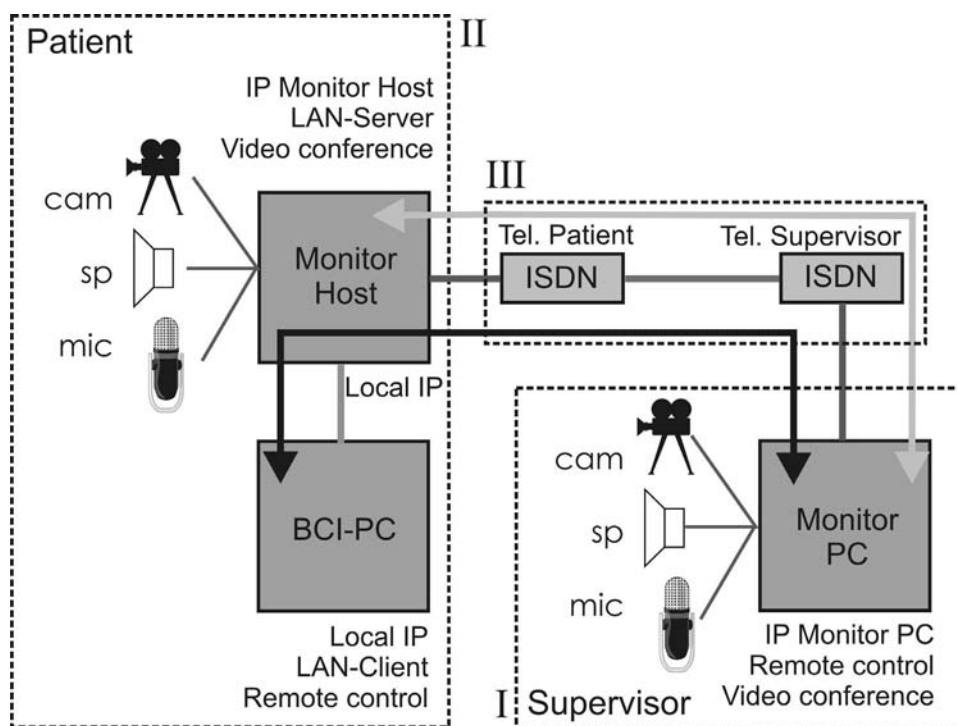 Patient
II
IP Monitor Host
LAN-Server
Video conference
cam
sp
mic
Monitor
Host
Local IP
BCI-PC
Local IP
LAN-Client
Remote control
III
Tel. Patient
Tel. Supervisor
ISDN
ISDN
cam
sp
mic
Monitor
PC
IP Monitor PC
Remote control
Video conference
I
Supervisor